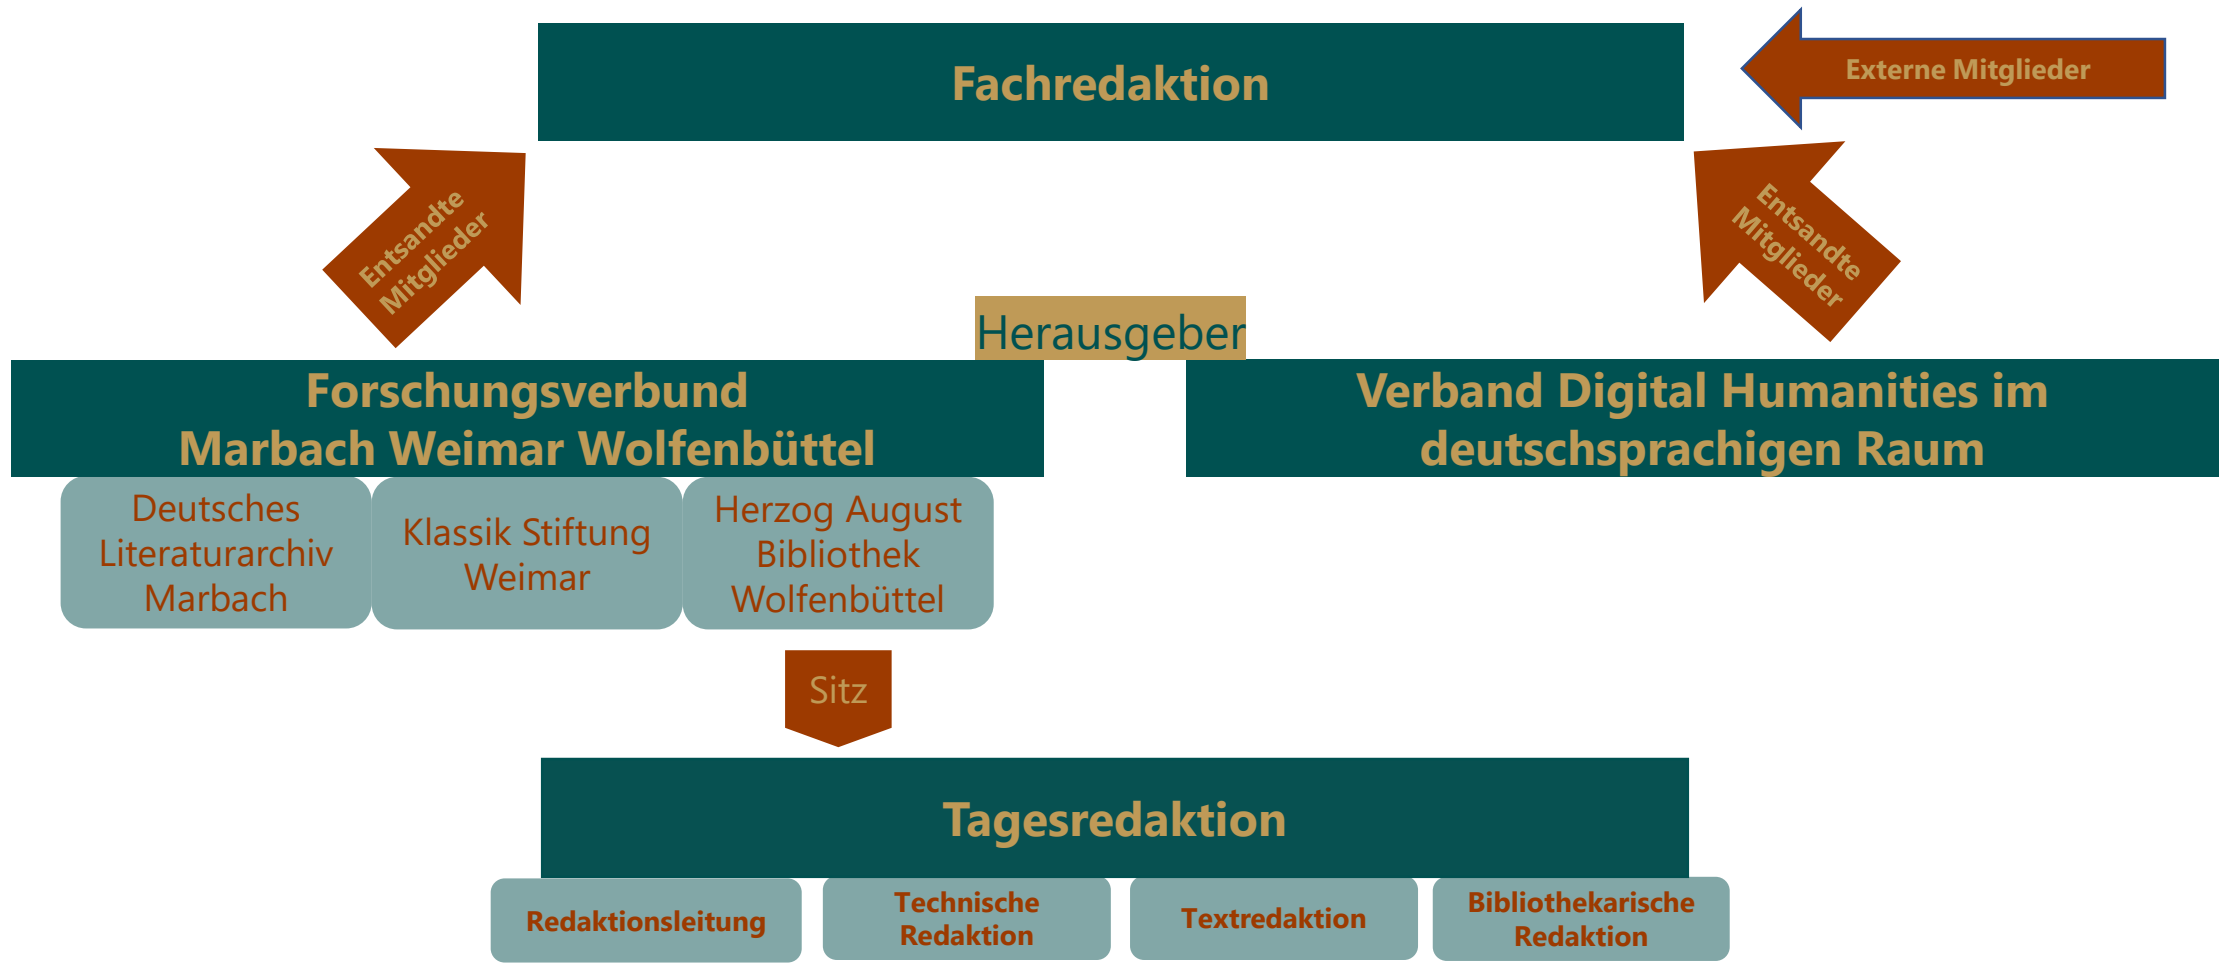 Fachredaktion
Externe Mitglieder
Entsandte
Mitglieder
Entsandte
Mitglieder
Herausgeber
Forschungsverbund
Marbach Weimar Wolfenbüttel
Verband Digital Humanities im
deutschsprachigen Raum
Deutsches
Literaturarchiv
Marbach
Klassik Stiftung
Weimar
Herzog August
Bibliothek
Wolfenbüttel
Sitz
Tagesredaktion
Redaktionsleitung
Technische
Redaktion
Textredaktion
Bibliothekarische
Redaktion